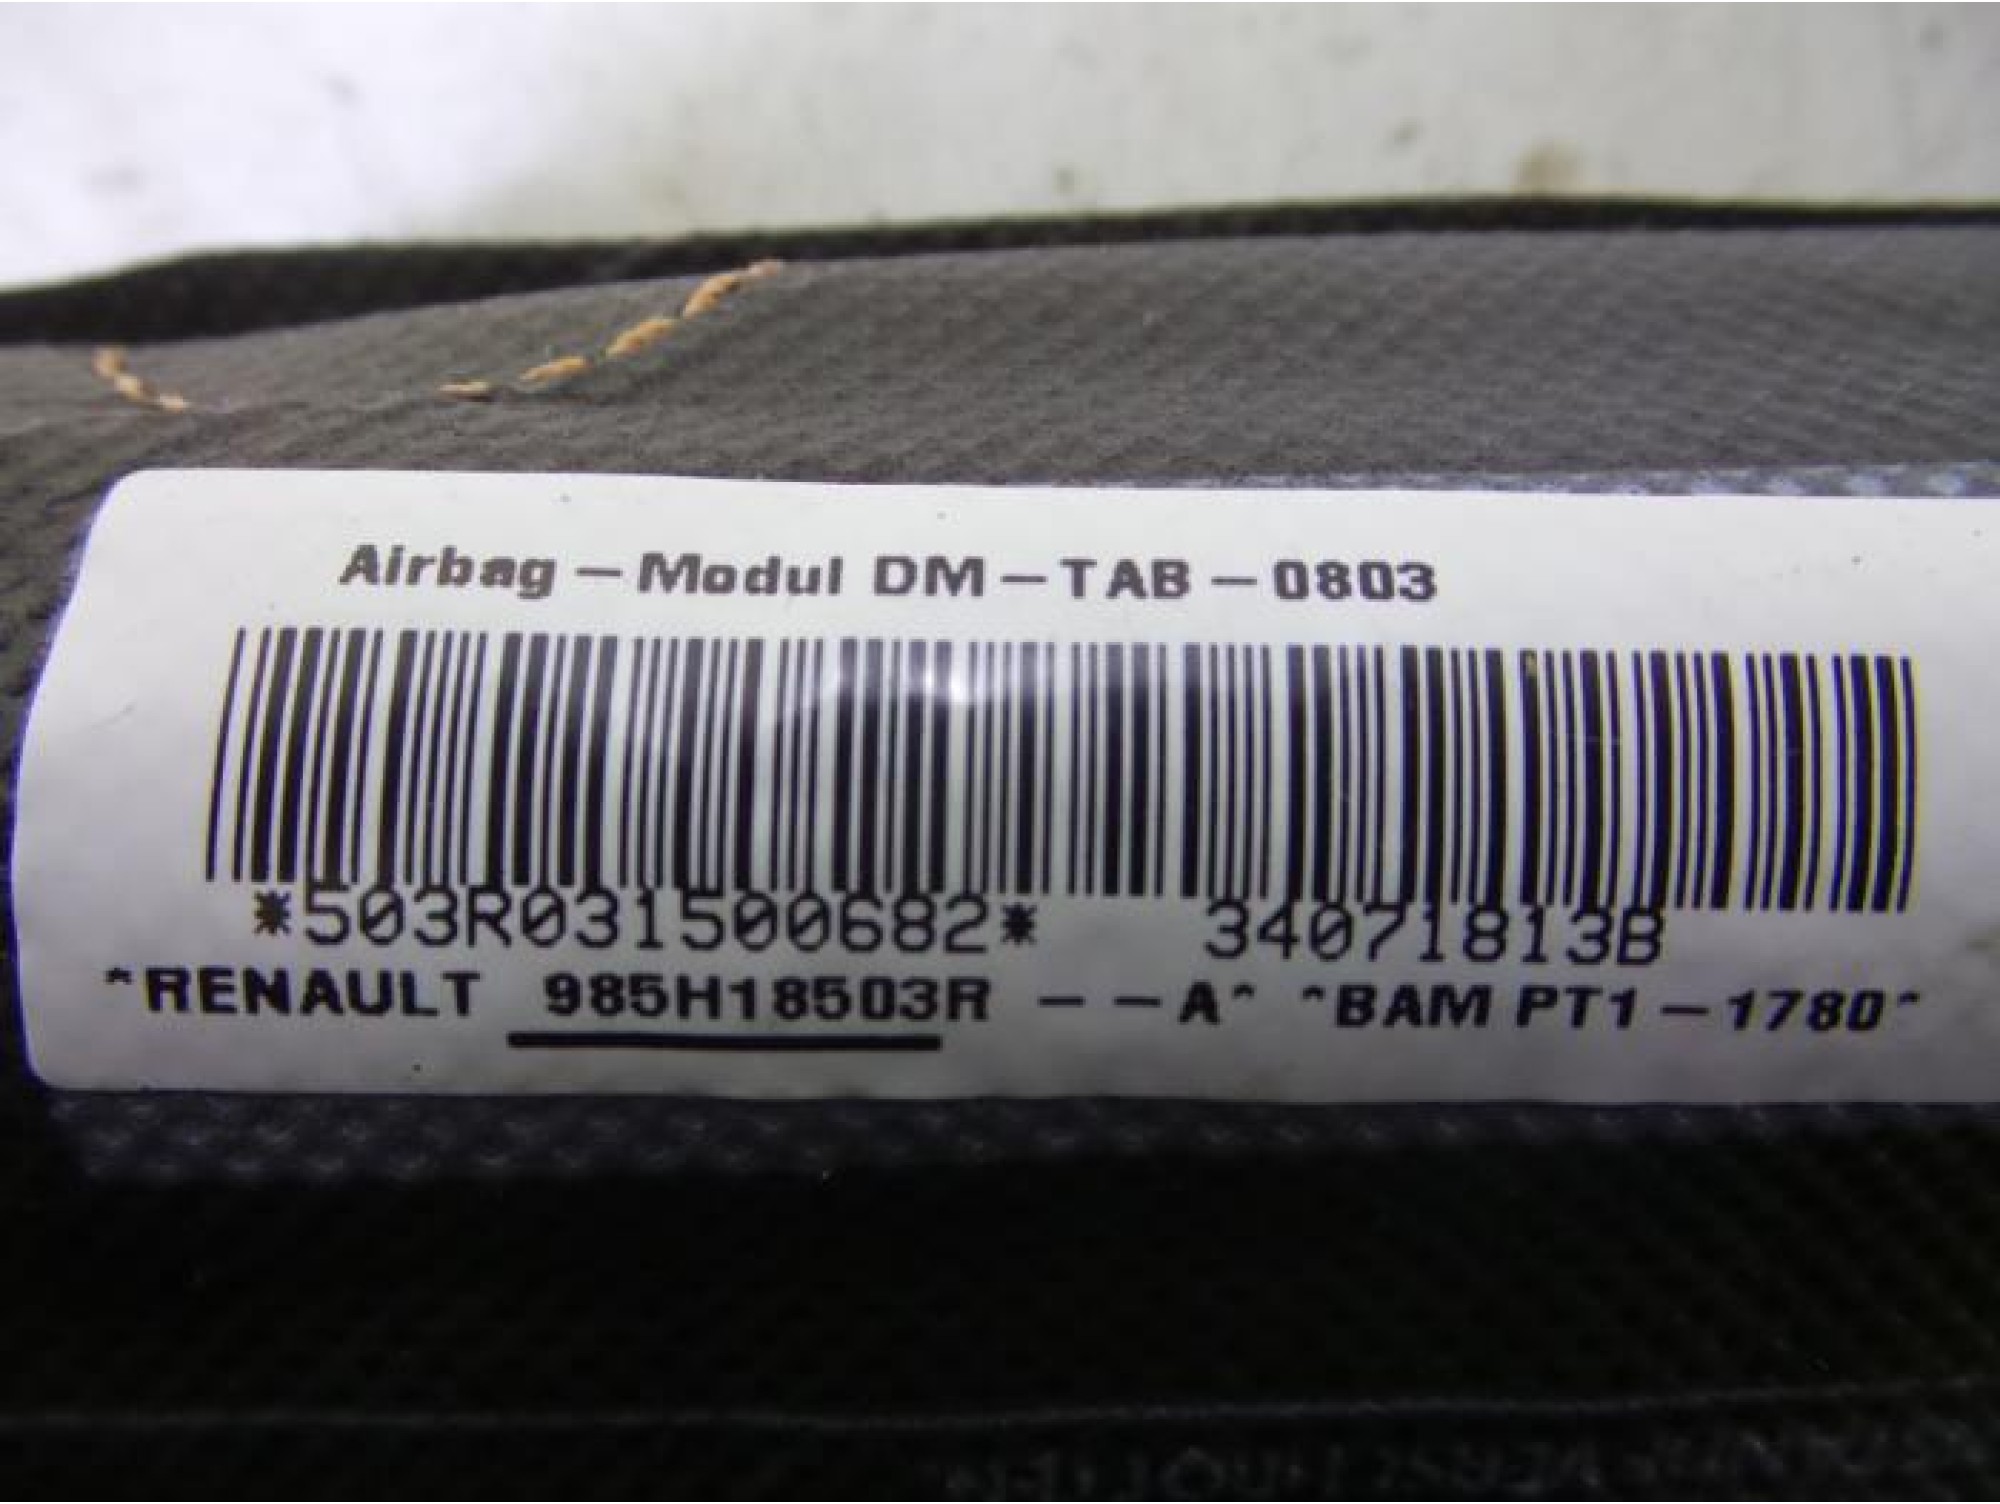 Airbag-Modul DM-TAB-0803
*503R031500682* 34071813B
^RENAULT 985H18503R --A^ ^BAM PT1-1780^